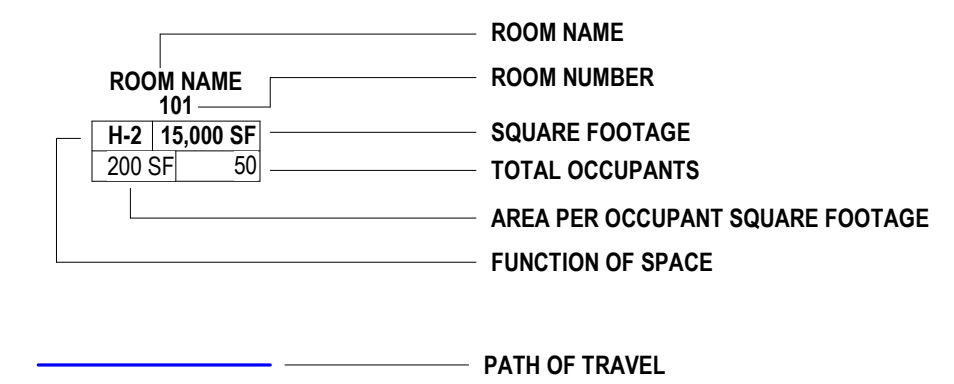 ROOM NAME
ROOM NUMBER
ROOM NAME
101
H-2 15,000 SF
SQUARE FOOTAGE
200 SF 50
TOTAL OCCUPANTS
AREA PER OCCUPANT SQUARE FOOTAGE
FUNCTION OF SPACE
PATH OF TRAVEL